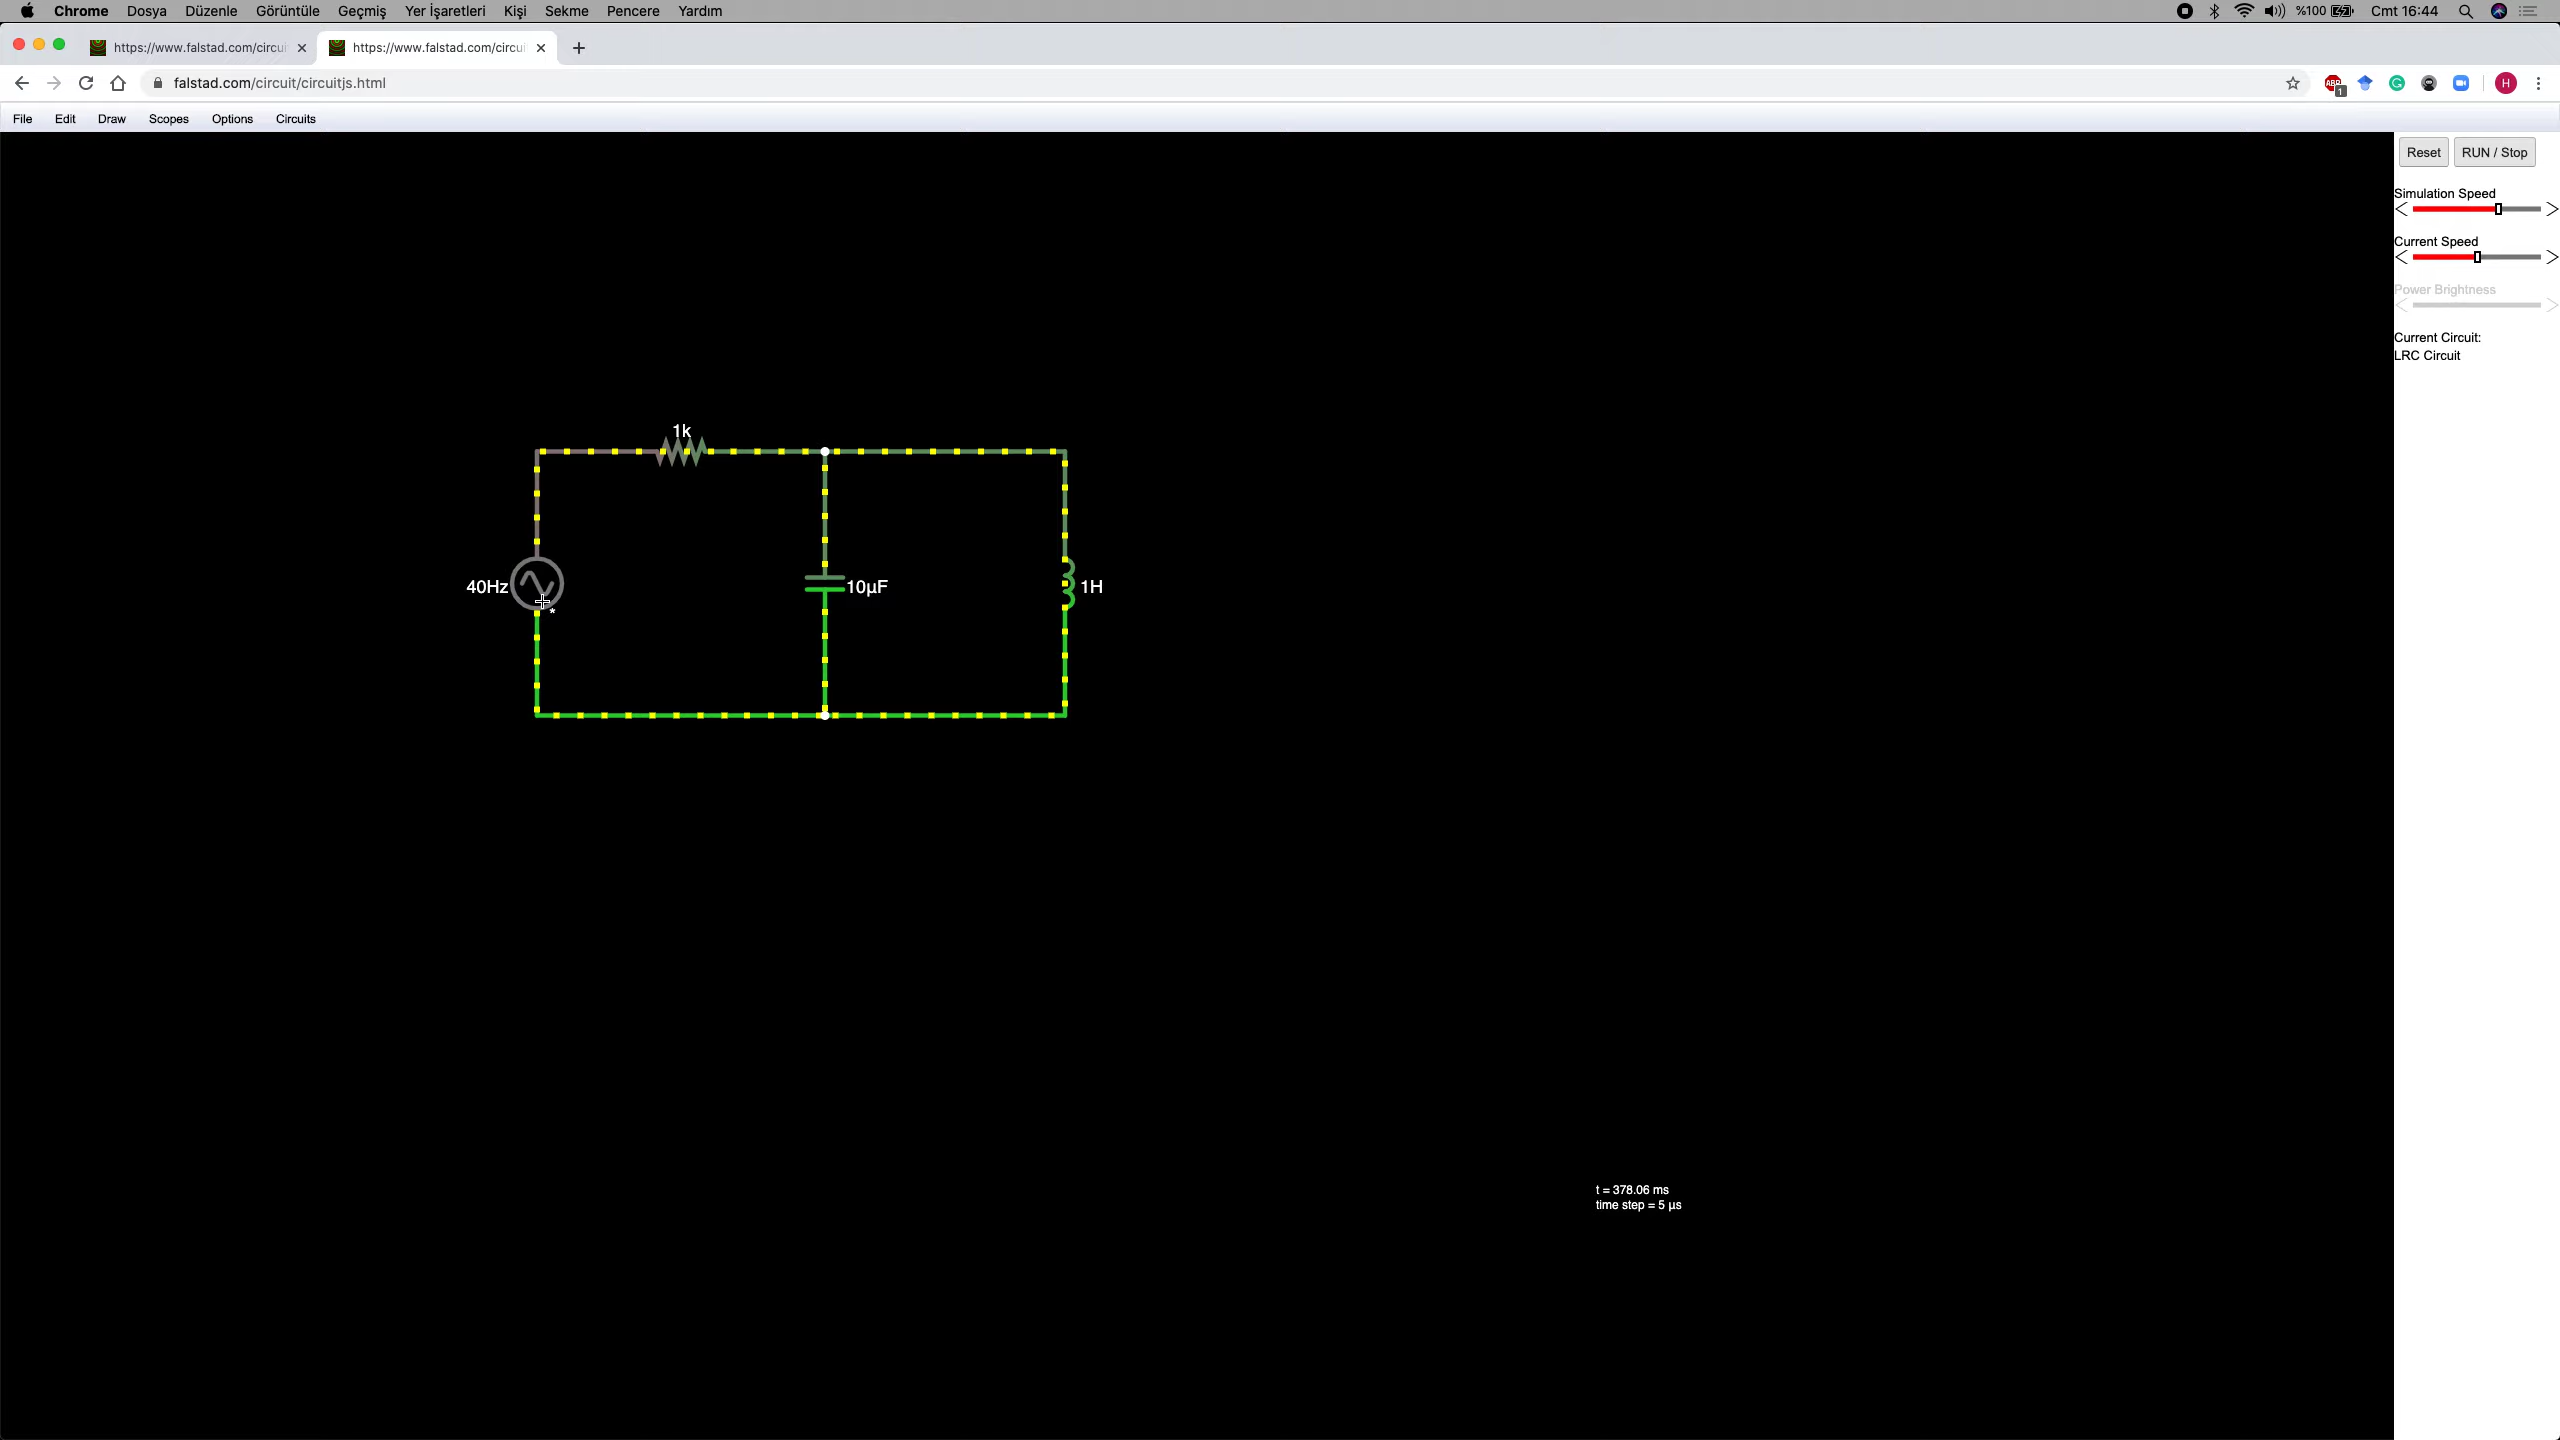 Chrome Dosya Düzenle Görüntüle Geçmiş Yer İşaretleri Kişi Sekme Pencere Yardım %100 Cmt 16:44
https://www.falstad.com/circui https://www.falstad.com/circui
falstad.com/circuit/circuitjs.html ABP 1 G H
File Edit Draw Scopes Options Circuits
Reset RUN / Stop
Simulation Speed
Current Speed
Power Brightness
Current Circuit:
LRC Circuit
1k
40Hz 10µF 1H
*
t = 378.06 ms
time step = 5 µs